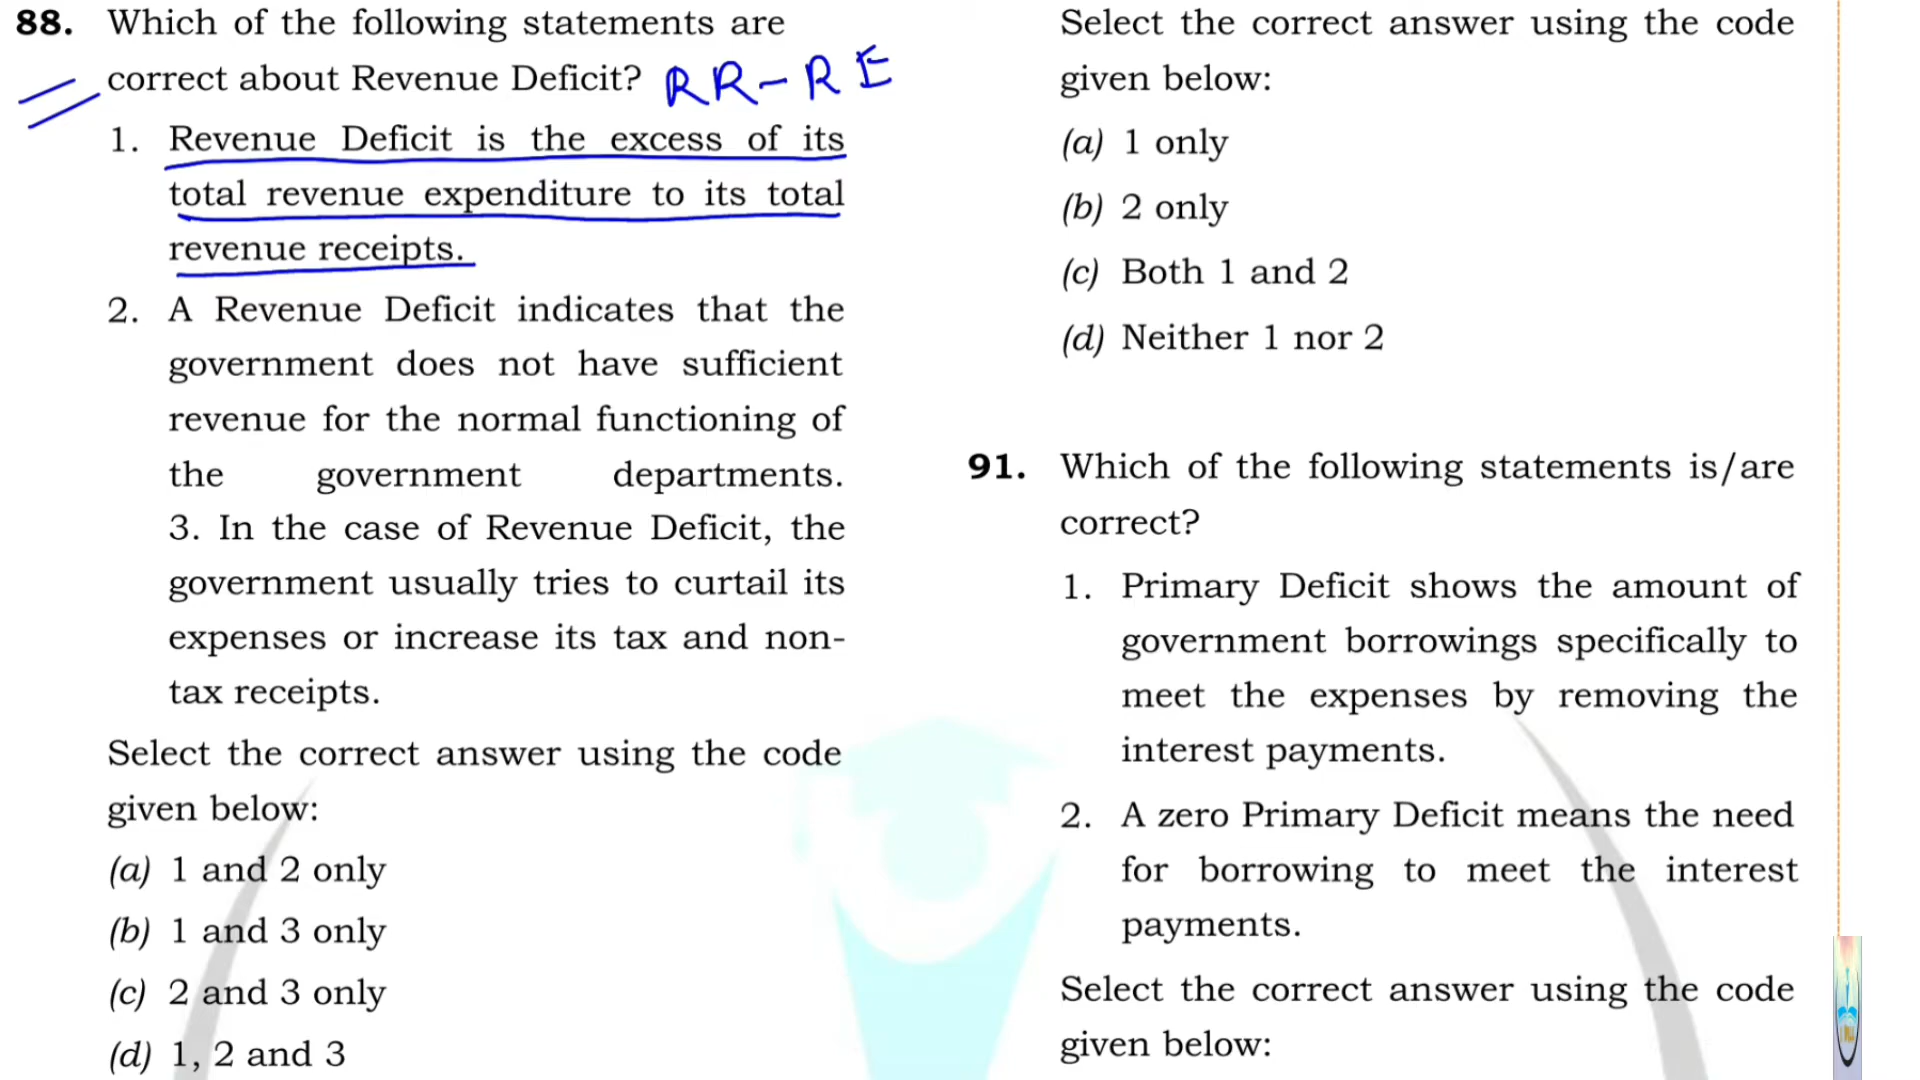 88. Which of the following statements are
correct about Revenue Deficit? RR-RE
1. Revenue Deficit is the excess of its
total revenue expenditure to its total
revenue receipts.
2. A Revenue Deficit indicates that the
government does not have sufficient
revenue for the normal functioning of
the government departments.
3. In the case of Revenue Deficit, the
government usually tries to curtail its
expenses or increase its tax and non-
tax receipts.
Select the correct answer using the code
given below:
(a) 1 and 2 only
(b) 1 and 3 only
(c) 2 and 3 only
(d) 1, 2 and 3
Select the correct answer using the code
given below:
(a) 1 only
(b) 2 only
(c) Both 1 and 2
(d) Neither 1 nor 2
91. Which of the following statements is/are
correct?
1. Primary Deficit shows the amount of
government borrowings specifically to
meet the expenses by removing the
interest payments.
2. A zero Primary Deficit means the need
for borrowing to meet the interest
payments.
Select the correct answer using the code
given below: